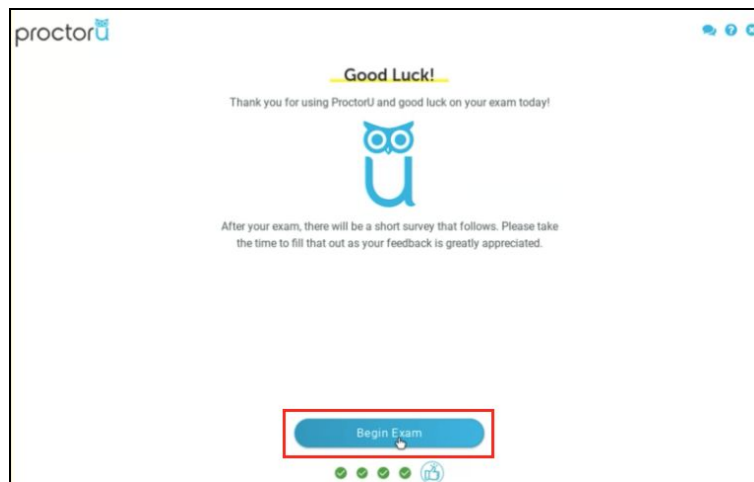 proctorU
Good Luck!
Thank you for using ProctorU and good luck on your exam today!
U
After your exam, there will be a short survey that follows. Please take
the time to fill that out as your feedback is greatly appreciated.
Begin Exam